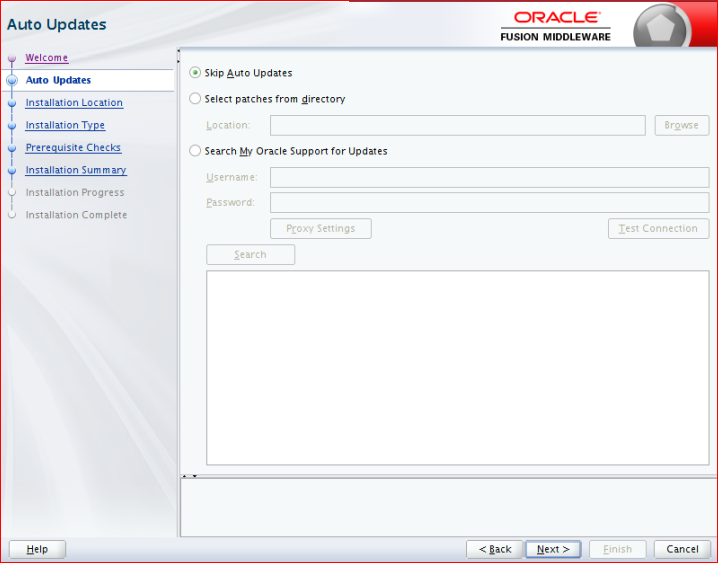 Auto Updates
ORACLE®
FUSION MIDDLEWARE
Welcome
Auto Updates
Installation Location
Installation Type
Prerequisite Checks
Installation Summary
Installation Progress
Installation Complete
Skip Auto Updates
Select patches from directory
Location: Browse
Search My Oracle Support for Updates
Username:
Password:
Proxy Settings Test Connection
Search
Help < Back Next > Finish Cancel